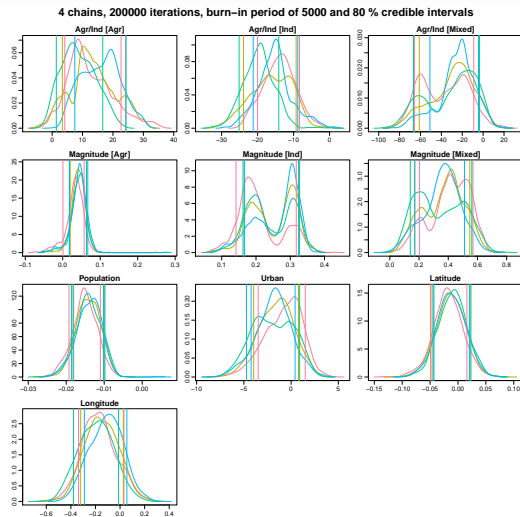 4 chains, 200000 iterations, burn−in period of 5000 and 80 % credible intervals
Agr/Ind [Agr] Agr/Ind [Ind] Agr/Ind [Mixed]
0.00 0.02 0.04 0.06
0 10 20 30 40
0.00 0.05 0.10
−30 −20 −10 0
0.000 0.010 0.020 0.030
−100 −80 −60 −40 −20 0 20
Magnitude [Agr] Magnitude [Ind] Magnitude [Mixed]
0 5 10 15 20 25
−0.1 0.0 0.1 0.2 0.3
0 2 4 6 8 10
0.1 0.2 0.3 0.4
0.0 1.0 2.0 3.0
0.0 0.2 0.4 0.6 0.8
Population Urban Latitude
0 20 40 60 80 120
−0.03 −0.02 −0.01 0.00
0.00 0.05 0.10 0.15 0.20
−10 −5 0 5
0 5 10 15
−0.15 −0.10 −0.05 0.00 0.05 0.10
Longitude
0.0 0.5 1.0 1.5 2.0 2.5
−0.6 −0.4 −0.2 0.0 0.2 0.4